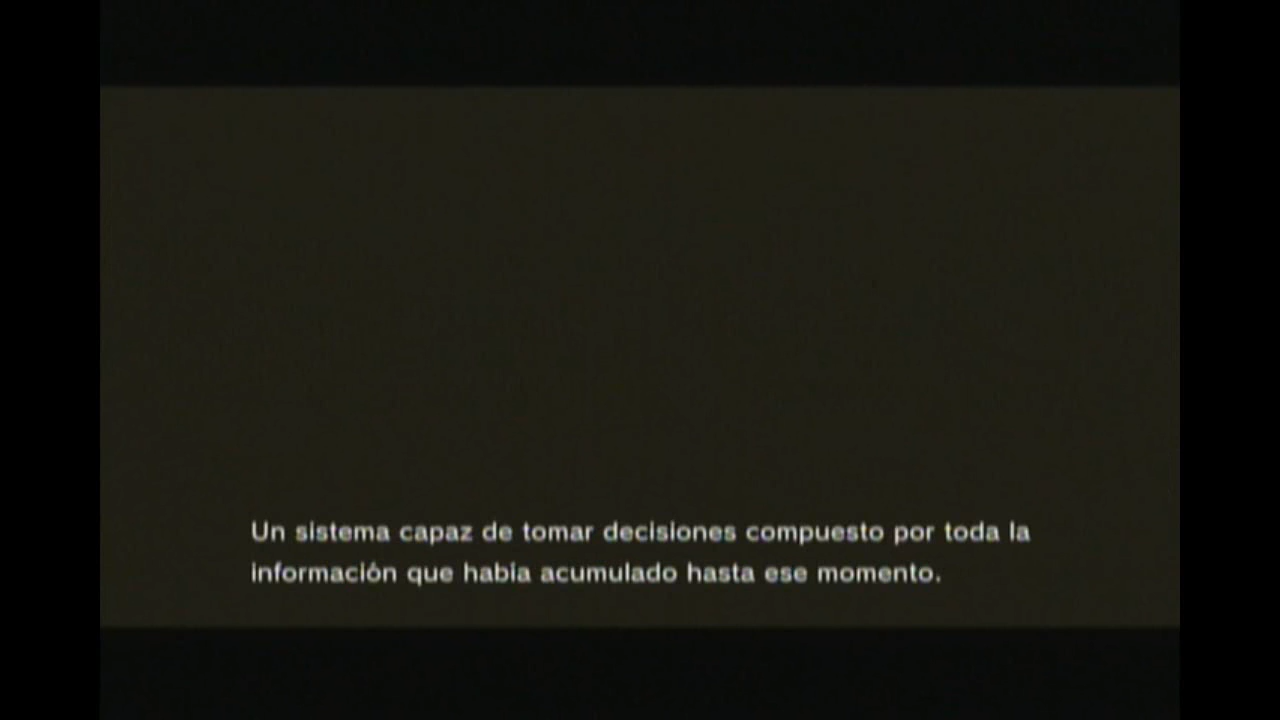 Un sistema capaz de tomar decisiones compuesto por toda la
información que había acumulado hasta ese momento.